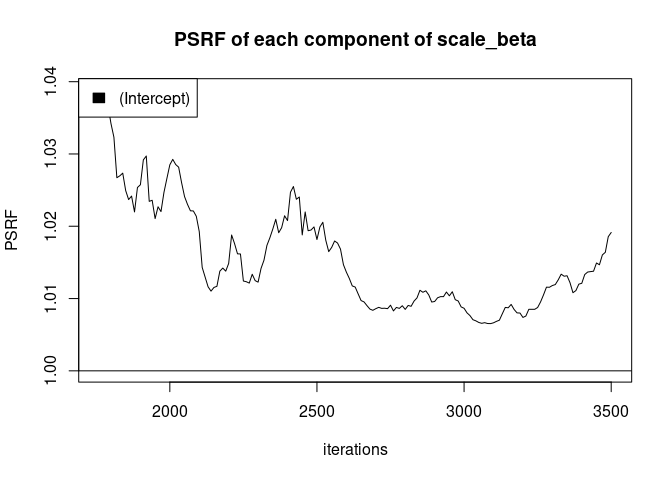 PSRF of each component of scale_beta
(Intercept)
PSRF
1.04
1.03
1.02
1.01
1.00
2000 2500 3000 3500
iterations